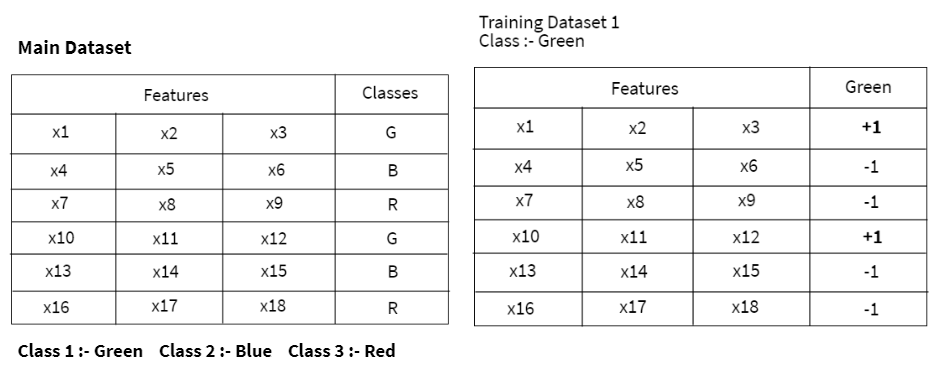 Main Dataset
Features Classes
x1 x2 x3 G
x4 x5 x6 B
x7 x8 x9 R
x10 x11 x12 G
x13 x14 x15 B
x16 x17 x18 R
Class 1 :- Green Class 2 :- Blue Class 3 :- Red
Training Dataset 1
Class :- Green
Features Green
x1 x2 x3 +1
x4 x5 x6 -1
x7 x8 x9 -1
x10 x11 x12 +1
x13 x14 x15 -1
x16 x17 x18 -1